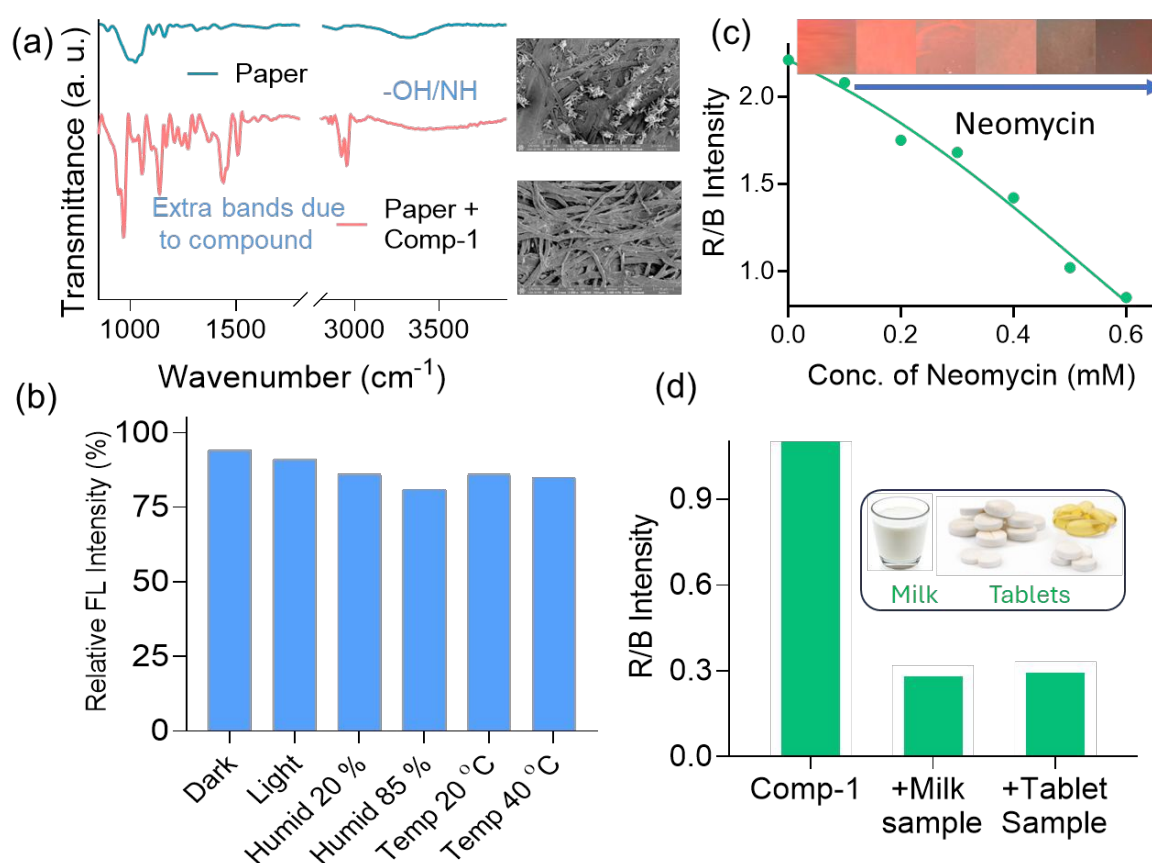 (a)
Transmittance (a. u.)
Paper
-OH/NH
Extra bands due
to compound
Paper +
Comp-1
1000
1500
3000
3500
Wavenumber (cm⁻¹)
(b)
Relative FL Intensity (%)
100
75
50
25
0
Dark
Light
Humid 20 %
Humid 85 %
Temp 20 °C
Temp 40 °C
(c)
R/B Intensity
2.0
1.5
1.0
Neomycin
0.0
0.2
0.4
0.6
Conc. of Neomycin (mM)
(d)
R/B Intensity
0.9
0.6
0.3
0.0
Milk
Tablets
Comp-1
+Milk
sample
+Tablet
Sample